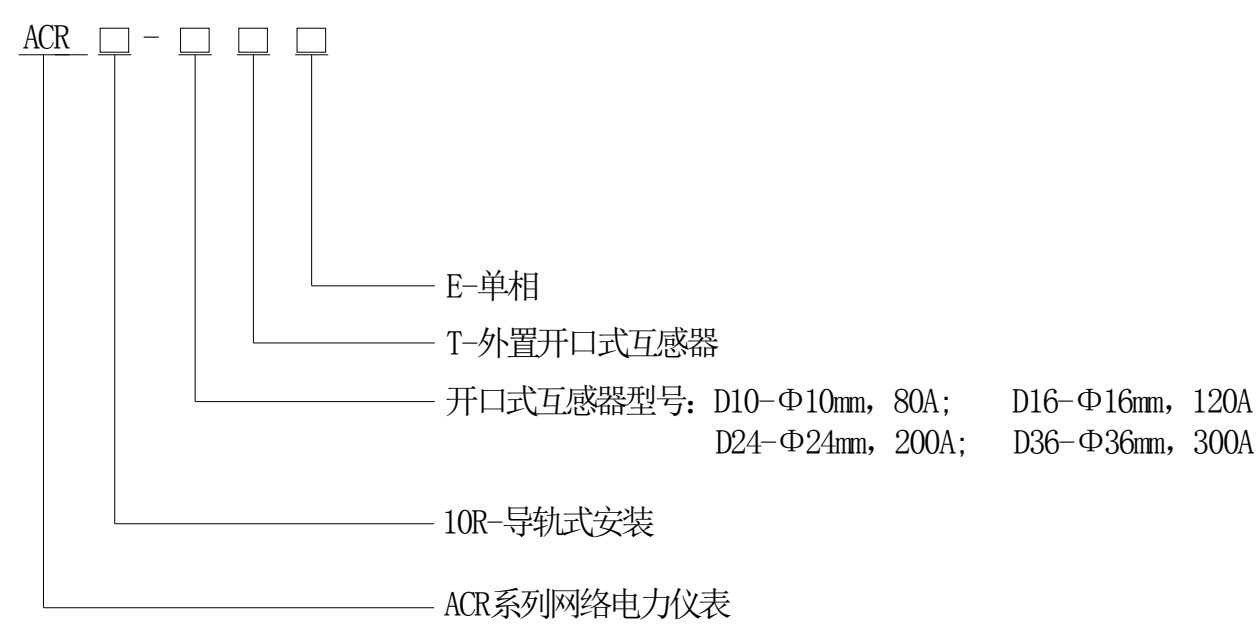 ACR □-□ □ □
E-单相
T-外置开口式互感器
开口式互感器型号：D10-Φ10mm，80A； D16-Φ16mm，120A
D24-Φ24mm，200A； D36-Φ36mm，300A
10R-导轨式安装
ACR系列网络电力仪表